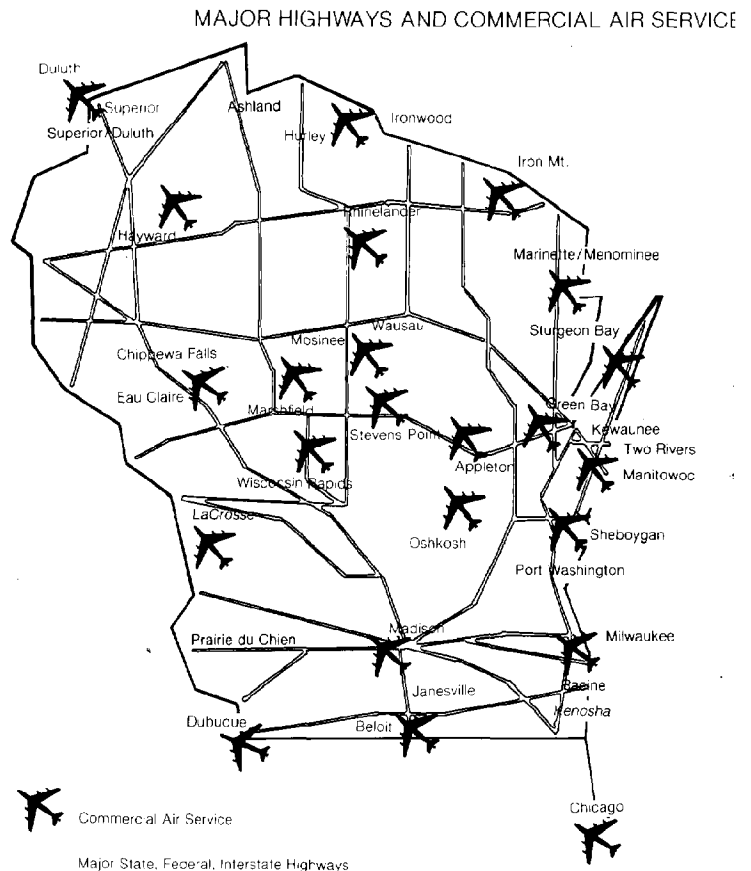 MAJOR HIGHWAYS AND COMMERCIAL AIR SERVICE
Duluth
Superior
Ashland
Superior/Duluth
Hurley
Ironwood
Iron Mt.
Rhinelander
Hayward
Marinette/Menominee
Wausau
Sturgeon Bay
Mosinee
Chippewa Falls
Eau Claire
Marshfield
Green Bay
Stevens Point
Kewaunee
Two Rivers
Appleton
Manitowoc
Wisconsin Rapids
LaCrosse
Oshkosh
Sheboygan
Port Washington
Madison
Prairie du Chien
Milwaukee
Janesville
Racine
Kenosha
Dubucue
Beloit
Chicago
Commercial Air Service
Major State, Federal, Interstate Highways